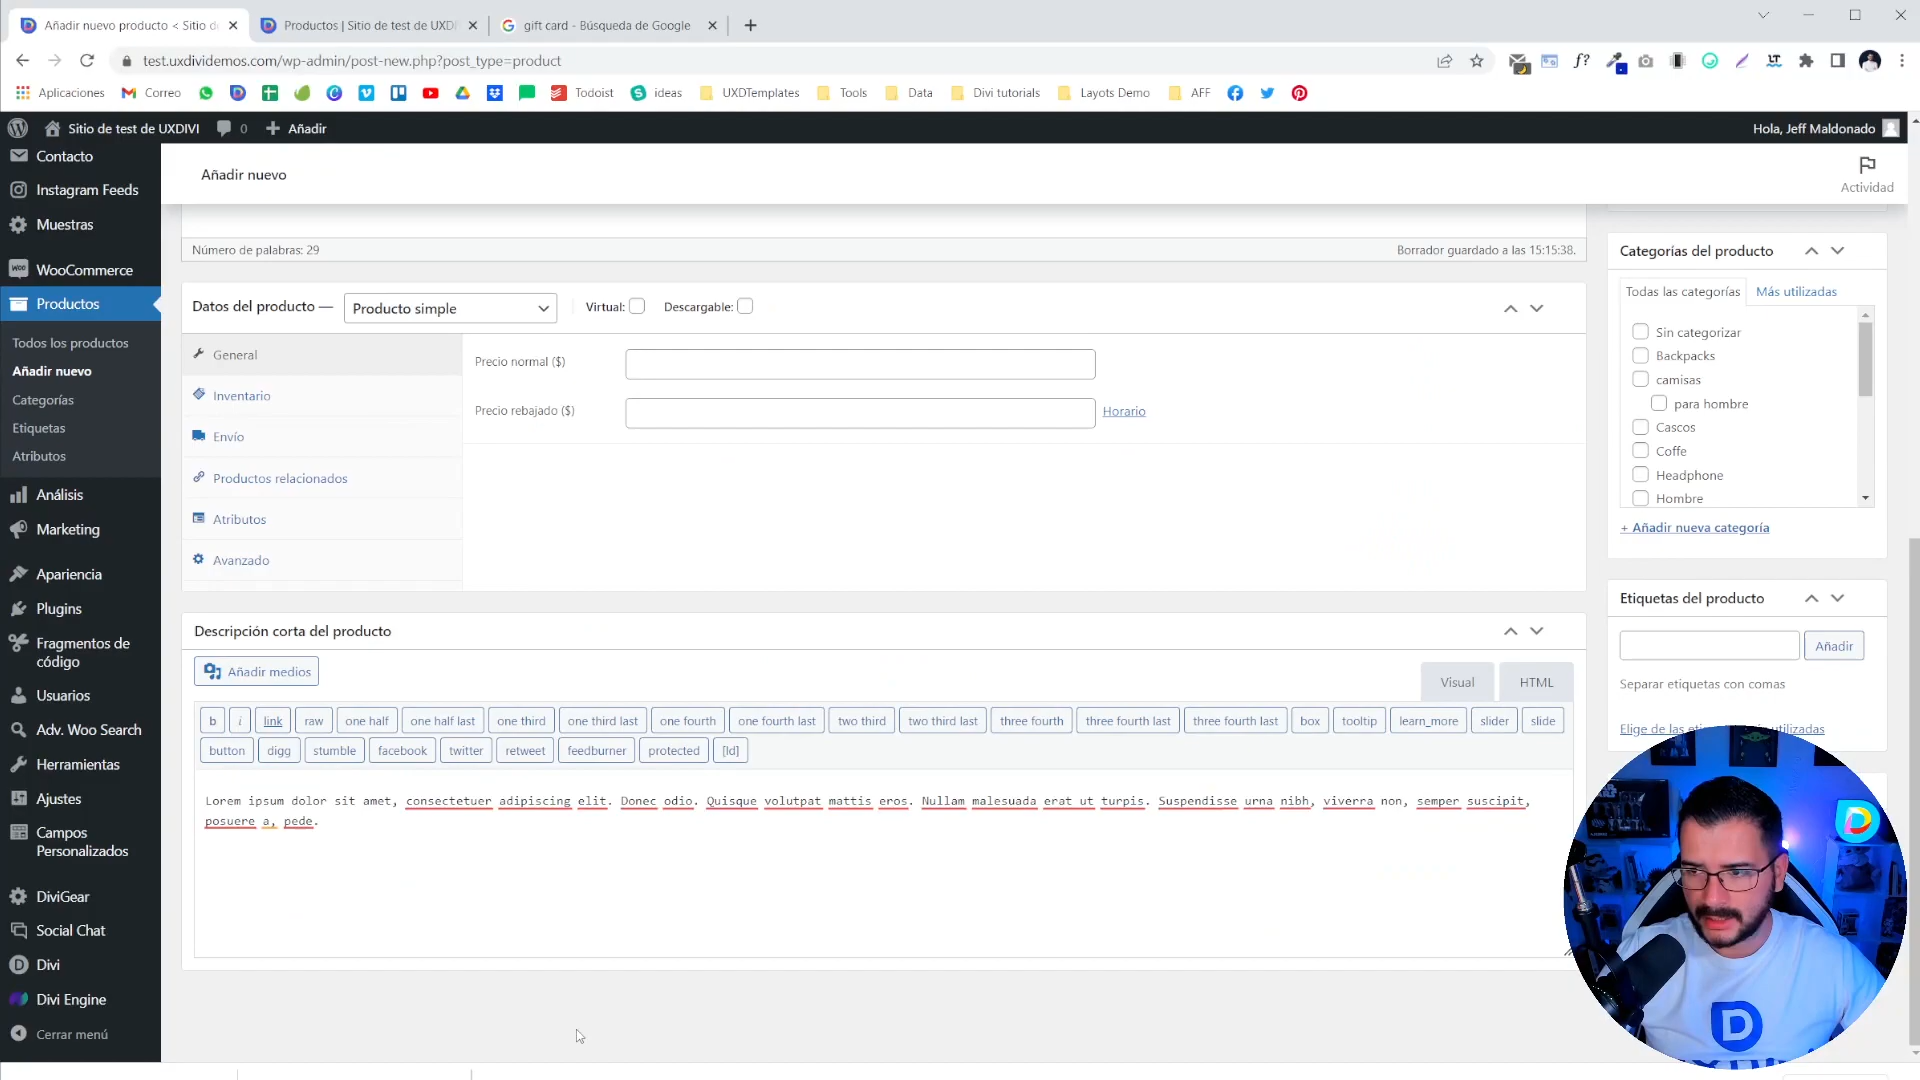 Añadir nuevo producto < Sitio de
Productos | Sitio de test de UXDI
gift card - Búsqueda de Google
test.uxdividemos.com/wp-admin/post-new.php?post_type=product
Aplicaciones
Correo
Todoist
ideas
UXDTemplates
Tools
Data
Divi tutorials
Layots Demo
AFF
Sitio de test de UXDIVI
0
Añadir
Hola, Jeff Maldonado
Contacto
Instagram Feeds
Muestras
WooCommerce
Productos
Todos los productos
Añadir nuevo
Categorías
Etiquetas
Atributos
Análisis
Marketing
Apariencia
Plugins
Fragmentos de
código
Usuarios
Adv. Woo Search
Herramientas
Ajustes
Campos
Personalizados
DiviGear
Social Chat
Divi
Divi Engine
Cerrar menú
Añadir nuevo
Actividad
Número de palabras: 29
Borrador guardado a las 15:15:38.
Datos del producto —
Producto simple
Virtual:
Descargable:
General
Inventario
Envío
Productos relacionados
Atributos
Avanzado
Precio normal ($)
Precio rebajado ($)
Horario
Descripción corta del producto
Añadir medios
Visual
HTML
b
i
link
raw
one half
one half last
one third
one third last
one fourth
one fourth last
two third
two third last
three fourth
three fourth last
three fourth last
box
tooltip
learn_more
slider
slide
button
digg
stumble
facebook
twitter
retweet
feedburner
protected
[ld]
Lorem ipsum dolor sit amet, consectetuer adipiscing elit. Donec odio. Quisque volutpat mattis eros. Nullam malesuada erat ut turpis. Suspendisse urna nibh, viverra non, semper suscipit,
posuere a, pede.
Categorías del producto
Todas las categorías
Más utilizadas
Sin categorizar
Backpacks
camisas
para hombre
Cascos
Coffe
Headphone
Hombre
+ Añadir nueva categoría
Etiquetas del producto
Añadir
Separar etiquetas con comas
Elige de las utilizadas